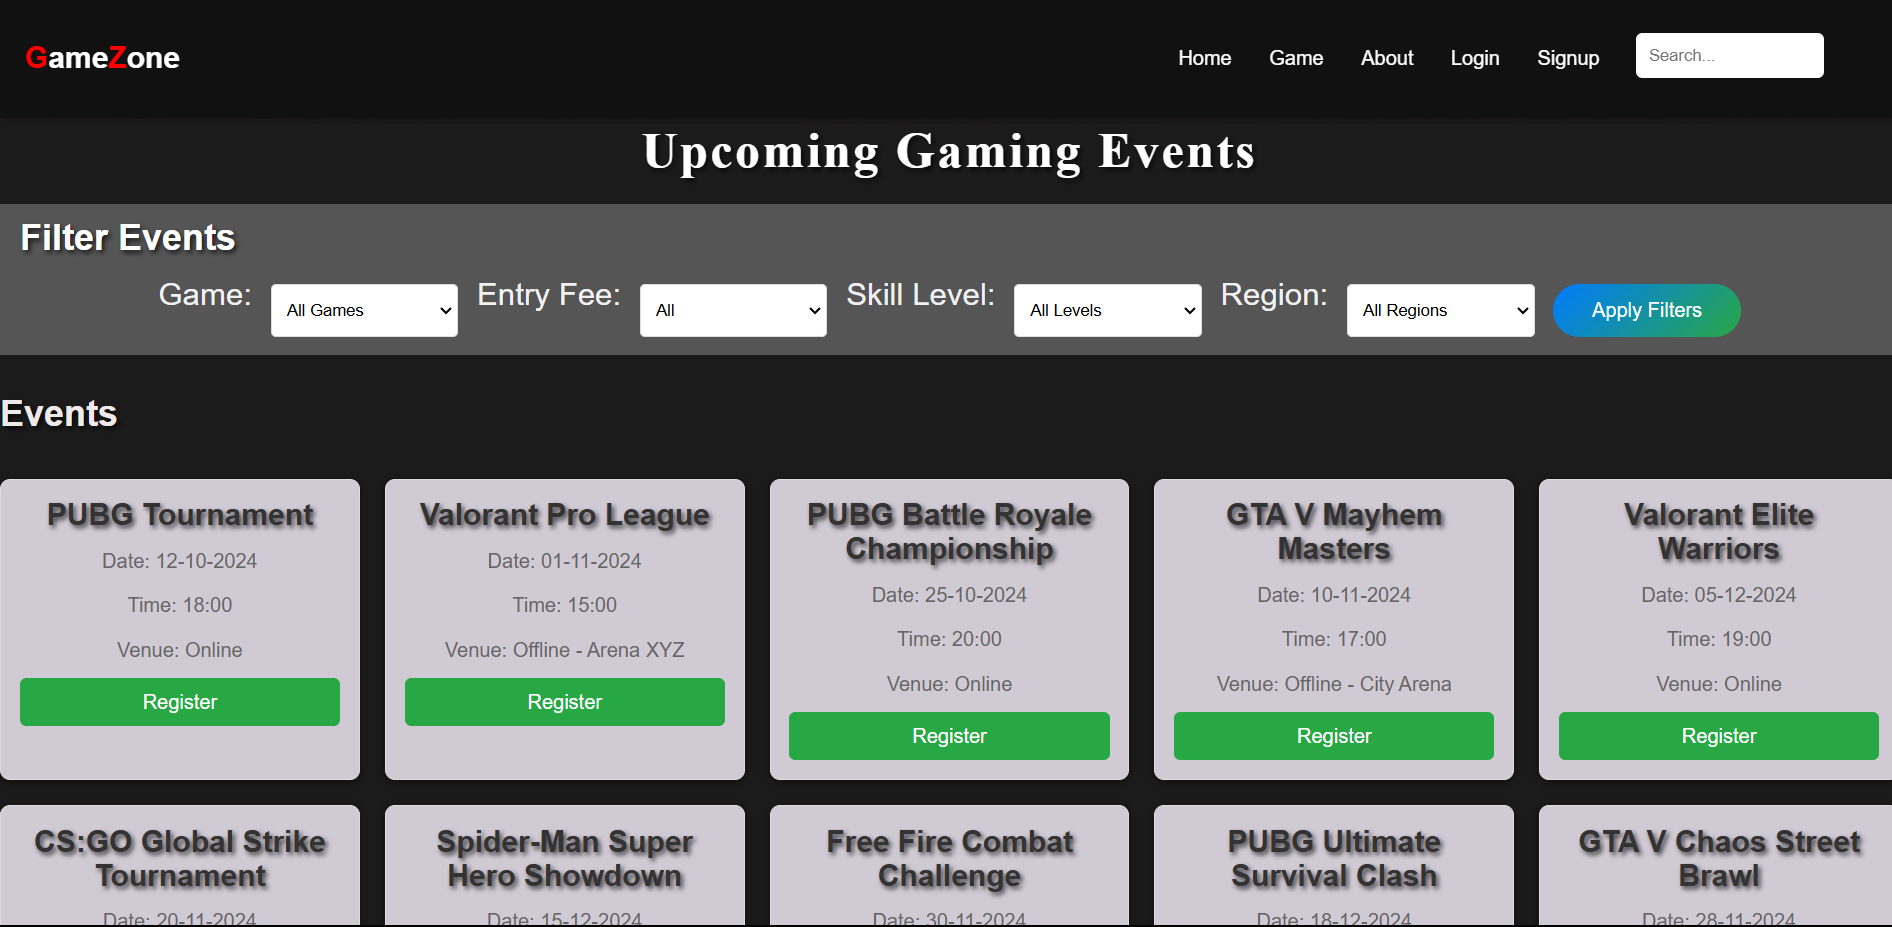 GameZone
Home Game About Login Signup Search...
Upcoming Gaming Events
Filter Events
Game: All Games Entry Fee: All Skill Level: All Levels Region: All Regions Apply Filters
Events
PUBG Tournament
Date: 12-10-2024
Time: 18:00
Venue: Online
Register
Valorant Pro League
Date: 01-11-2024
Time: 15:00
Venue: Offline - Arena XYZ
Register
PUBG Battle Royale
Championship
Date: 25-10-2024
Time: 20:00
Venue: Online
Register
GTA V Mayhem
Masters
Date: 10-11-2024
Time: 17:00
Venue: Offline - City Arena
Register
Valorant Elite
Warriors
Date: 05-12-2024
Time: 19:00
Venue: Online
Register
CS:GO Global Strike
Tournament
Date: 20-11-2024
Spider-Man Super
Hero Showdown
Date: 15-12-2024
Free Fire Combat
Challenge
Date: 30-11-2024
PUBG Ultimate
Survival Clash
Date: 18-12-2024
GTA V Chaos Street
Brawl
Date: 28-11-2024